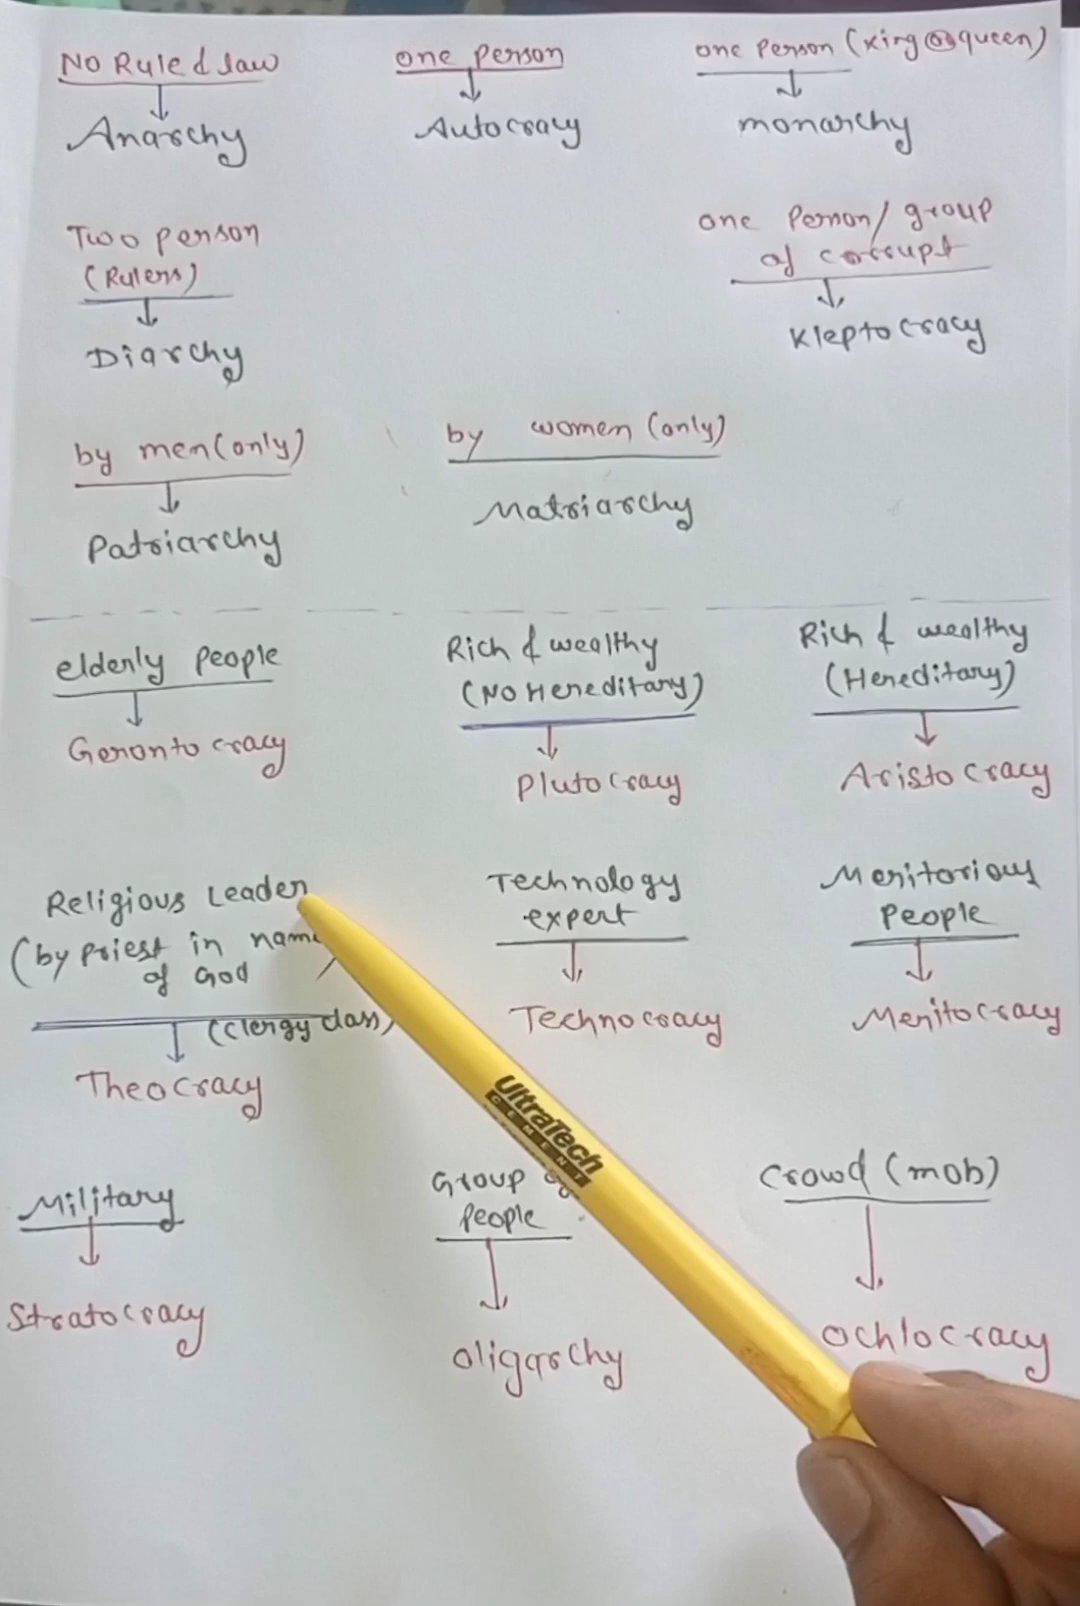 No Rule & law
Anarchy
one person
Autocracy
one person (King or queen)
monarchy
Two person
(Rulers)
Diarchy
one Person/group
of corrupt
Kleptocracy
by men (only)
Patriarchy
by women (only)
Matriarchy
elderly People
Gerontocracy
Rich & wealthy
(No Hereditary)
Plutocracy
Rich & wealthy
(Hereditary)
Aristocracy
Religious Leader
(by Priest in name
of God
(clergy class)
Theocracy
Technology
expert
Technocracy
Meritorious
People
Meritocracy
Military
Stratocracy
Group of
People
oligarchy
Crowd (mob)
ochlocracy
UltraTech
CEMENT